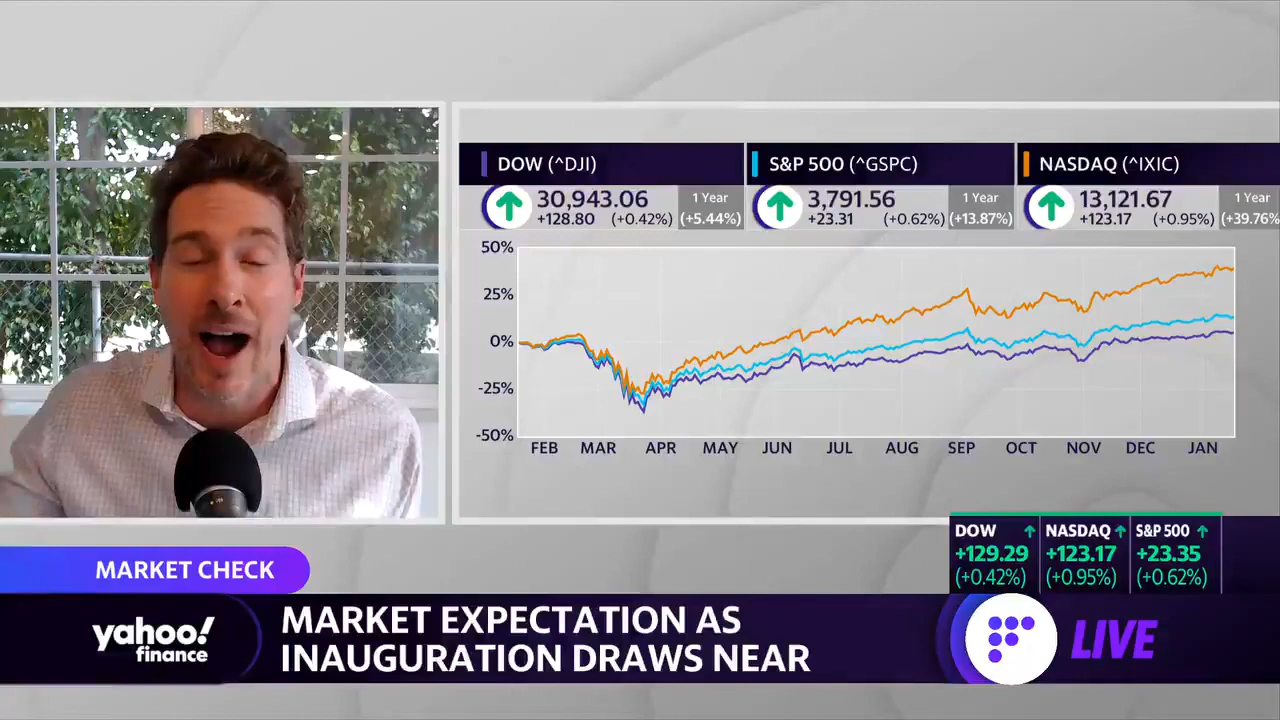 DOW (^DJI)
30,943.06
+128.80 (+0.42%)
1 Year
(+5.44%)
S&P 500 (^GSPC)
3,791.56
+23.31 (+0.62%)
1 Year
(+13.87%)
NASDAQ (^IXIC)
13,121.67
+123.17 (+0.95%)
1 Year
(+39.76%
50%
25%
0%
-25%
-50%
FEB MAR APR MAY JUN JUL AUG SEP OCT NOV DEC JAN
DOW
+129.29
(+0.42%)
NASDAQ
+123.17
(+0.95%)
S&P 500
+23.35
(+0.62%)
MARKET CHECK
yahoo!
finance
MARKET EXPECTATION AS
INAUGURATION DRAWS NEAR
LIVE